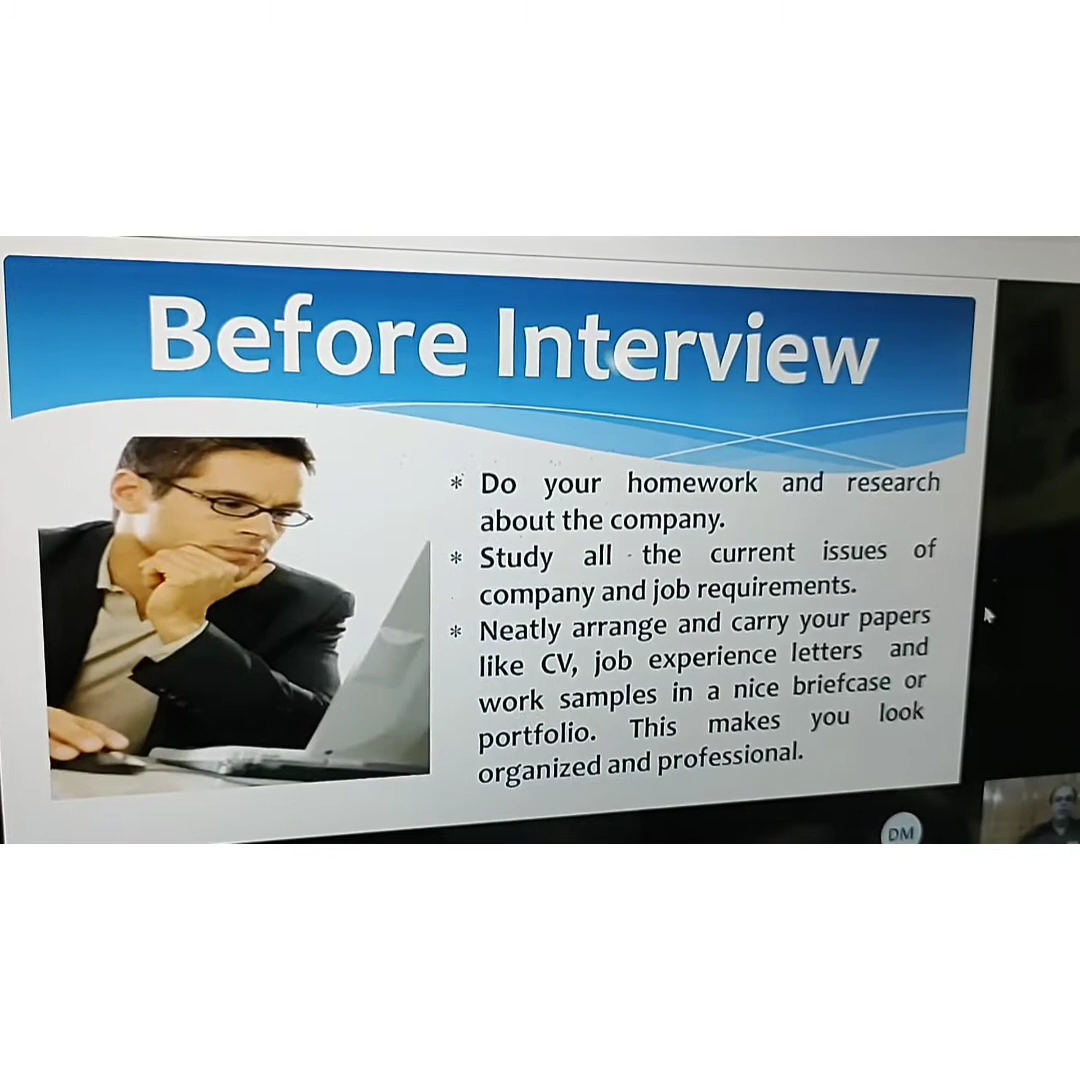 Before Interview
* Do your homework and research
about the company.
* Study all the current issues of
company and job requirements.
* Neatly arrange and carry your papers
like CV, job experience letters and
work samples in a nice briefcase or
portfolio. This makes you look
organized and professional.
DM